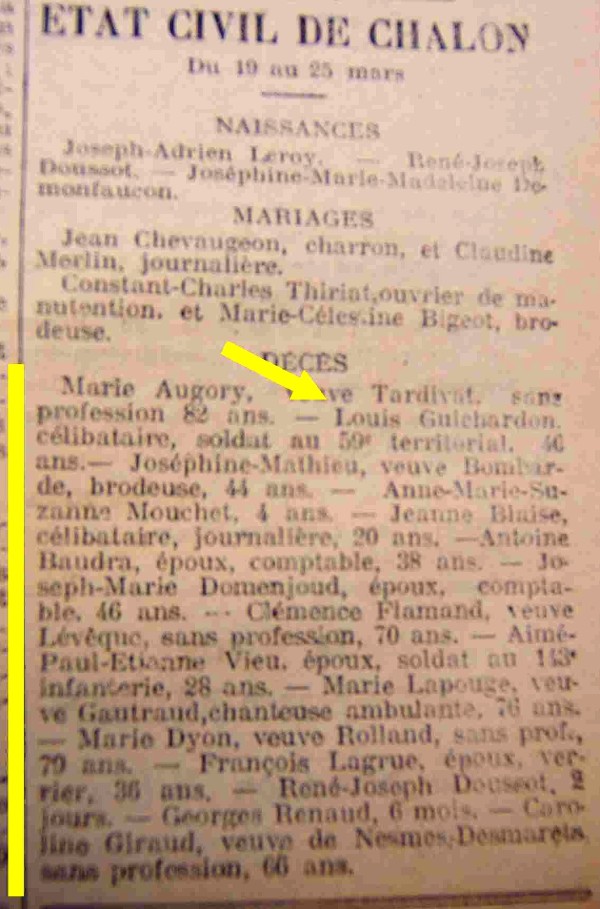 ETAT CIVIL DE CHALON
Du 19 au 25 mars
NAISSANCES
Joseph-Adrien Leroy. — René-Joseph
Doussot. — Joséphine-Marie-Madeleine De-
monfaucon.
MARIAGES
Jean Chevaugeon, charron, et Claudine
Merlin, journalière.
Constant-Charles Thiriat,ouvrier de ma-
nutention, et Marie-Céles.ine Bigeot, bro-
deuse.
DÉCÈS
Marie Augory, Tardivat, sans
profession 82 ans. — Louis Guichardon,
célibataire, soldat au 59e territorial, 46
ans.— Joséphine-Mathieu, veuve Bombar-
de, brodeuse, 44 ans. — Anne-Marie-Su-
zanne Mouchet, 4 ans. — Jeanne Blaise,
célibataire, journalière, 20 ans. —Antoine
Baudra, époux, comptable, 38 ans. — Jo-
seph-Marie Domenjoud, époux, compta-
ble, 46 ans. -- Clémence Flamand, veuve
Lévêque, sans profession, 70 ans. — Aimé-
Paul-Etianne Vieu, époux, soldat au 143e
infanterie, 28 ans. — Marie Lapouge, veu-
ve Gautraud,chanteuse ambulante, 76 ans.
— Marie Dyon, veuve Rolland, sans prof.,
79 ans. — François Lagrue, époux, ver-
rier, 36 ans. — René-Joseph Doussot, 2
jours. — Georges Renaud, 6 mois. — Caro-
line Giraud, veuve de Nesmes-Desmarets
sans profession, 66 ans.